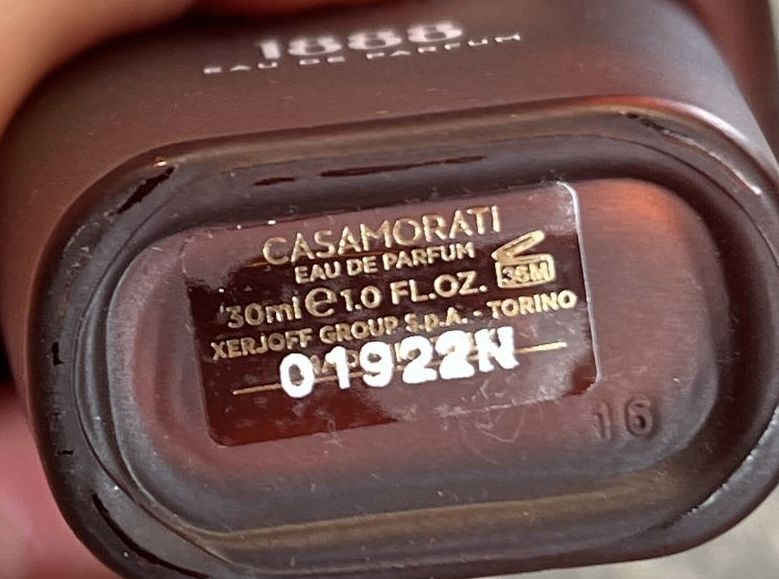 1888
EAU DE PARFUM
CASAMORATI
EAU DE PARFUM
36M
30ml e 1.0 FL.OZ.
XERJOFF GROUP S.p.A. - TORINO
01922N
16